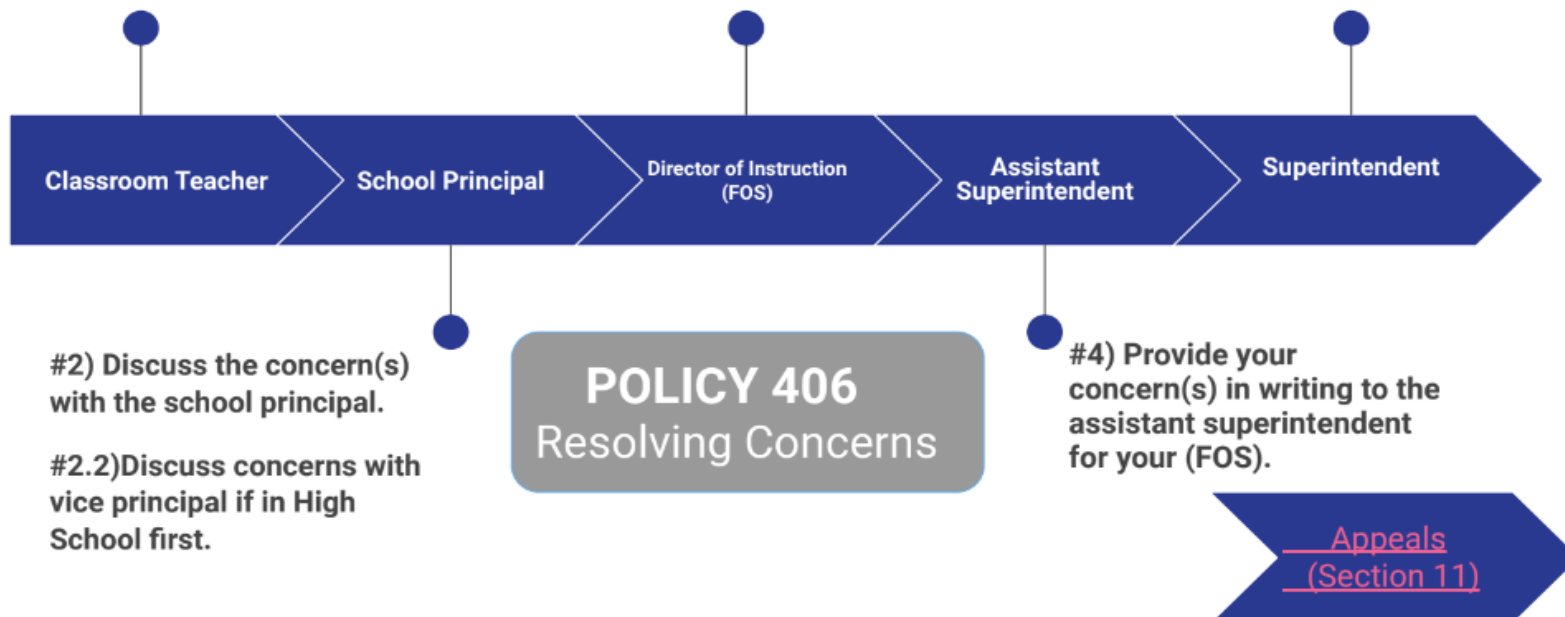 Classroom Teacher
School Principal
Director of Instruction
(FOS)
Assistant
Superintendent
Superintendent
#2) Discuss the concern(s)
with the school principal.
#2.2)Discuss concerns with
vice principal if in High
School first.
POLICY 406
Resolving Concerns
#4) Provide your
concern(s) in writing to the
assistant superintendent
for your (FOS).
Appeals
(Section 11)